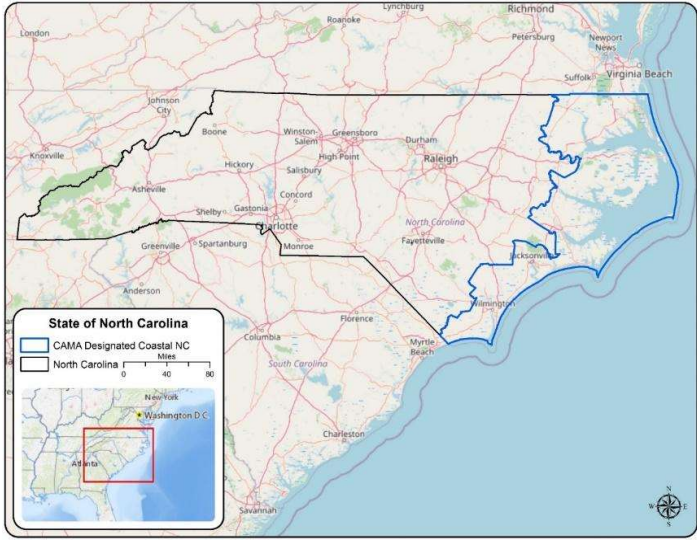 London
Lynchburg
Richmond
Roanoke
Petersburg
Newport
News
Suffolk
Virginia Beach
Johnson
City
Boone
Winston-
Salem
Greensboro
High Point
Durham
Raleigh
Knoxville
Hickory
Salisbury
Asheville
Concord
Shelby
Gastonia
Charlotte
North Carolina
Fayetteville
Greenville
Spartanburg
Monroe
Jacksonville
Anderson
Wilmington
Florence
Columbia
Myrtle
Beach
South Carolina
Charleston
Savannah
State of North Carolina
CAMA Designated Coastal NC
North Carolina
Miles
0 40 80
New York
Washington D.C.
Atlanta
N
W E
S